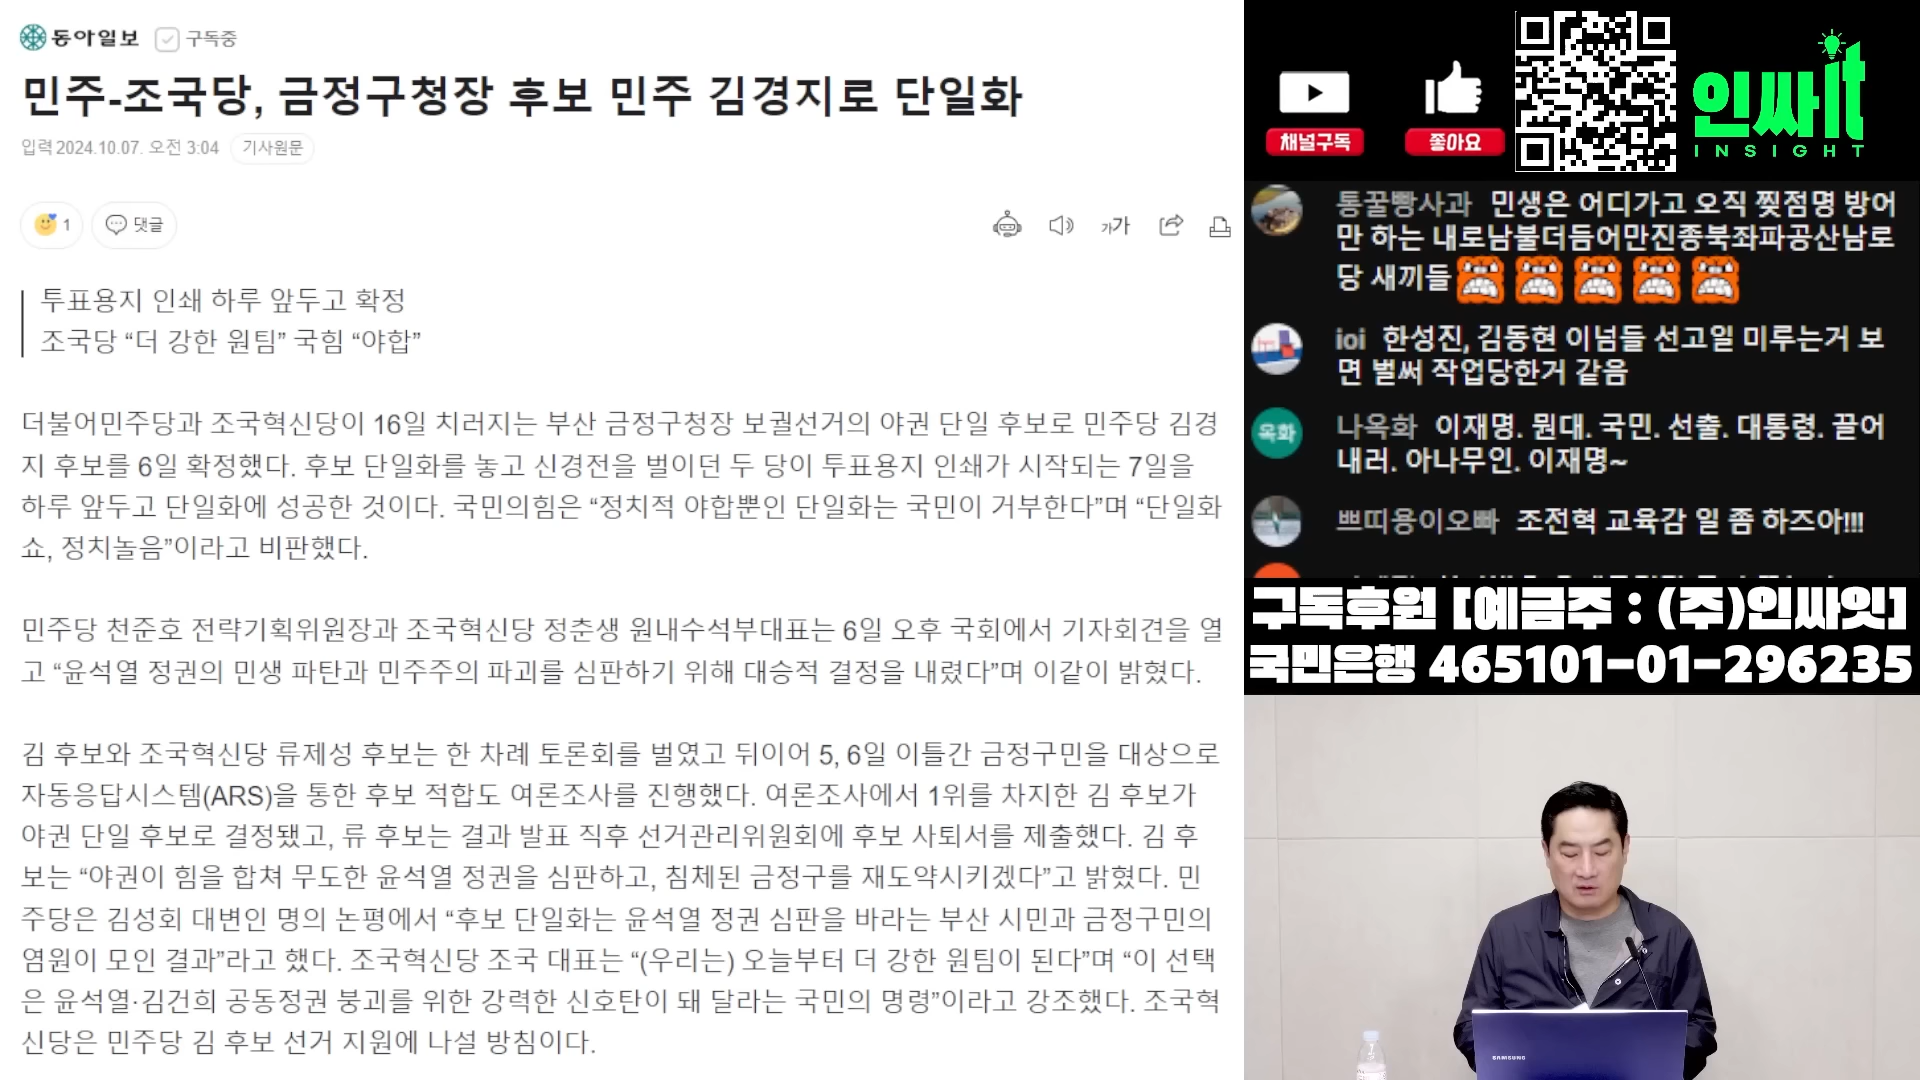 동아일보 구독중
민주-조국당, 금정구청장 후보 민주 김경지로 단일화
입력 2024.10.07. 오전 3:04 기사원문
1 댓글
가가
투표용지 인쇄 하루 앞두고 확정
조국당 “더 강한 원팀” 국힘 “야합”
더불어민주당과 조국혁신당이 16일 치러지는 부산 금정구청장 보궐선거의 야권 단일 후보로 민주당 김경
지 후보를 6일 확정했다. 후보 단일화를 놓고 신경전을 벌이던 두 당이 투표용지 인쇄가 시작되는 7일을
하루 앞두고 단일화에 성공한 것이다. 국민의힘은 “정치적 야합뿐인 단일화는 국민이 거부한다”며 “단일화
쇼, 정치놀음”이라고 비판했다.
민주당 천준호 전략기획위원장과 조국혁신당 정춘생 원내수석부대표는 6일 오후 국회에서 기자회견을 열
고 “윤석열 정권의 민생 파탄과 민주주의 파괴를 심판하기 위해 대승적 결정을 내렸다”며 이같이 밝혔다.
김 후보와 조국혁신당 류제성 후보는 한 차례 토론회를 벌였고 뒤이어 5, 6일 이틀간 금정구민을 대상으로
자동응답시스템(ARS)을 통한 후보 적합도 여론조사를 진행했다. 여론조사에서 1위를 차지한 김 후보가
야권 단일 후보로 결정됐고, 류 후보는 결과 발표 직후 선거관리위원회에 후보 사퇴서를 제출했다. 김 후
보는 “야권이 힘을 합쳐 무도한 윤석열 정권을 심판하고, 침체된 금정구를 재도약시키겠다”고 밝혔다. 민
주당은 김성회 대변인 명의 논평에서 “후보 단일화는 윤석열 정권 심판을 바라는 부산 시민과 금정구민의
염원이 모인 결과”라고 했다. 조국혁신당 조국 대표는 “(우리는) 오늘부터 더 강한 원팀이 된다”며 “이 선택
은 윤석열·김건희 공동정권 붕괴를 위한 강력한 신호탄이 돼 달라는 국민의 명령”이라고 강조했다. 조국혁
신당은 민주당 김 후보 선거 지원에 나설 방침이다.
채널구독 좋아요
인싸it
INSIGHT
통꿀빵사과 민생은 어디가고 오직 찢점명 방어
만 하는 내로남불더듬어만진종북좌파공산남로
당 새끼들
ioi 한성진, 김동현 이넘들 선고일 미루는거 보
면 벌써 작업당한거 같음
옥화 나옥화 이재명. 뭔대. 국민. 선출. 대통령. 끌어
내러. 아나무인. 이재명~
쁘띠용이오빠 조전혁 교육감 일 좀 하즈아!!!
구독후원 [예금주 : (주)인싸잇]
국민은행 465101-01-296235
SAMSUNG